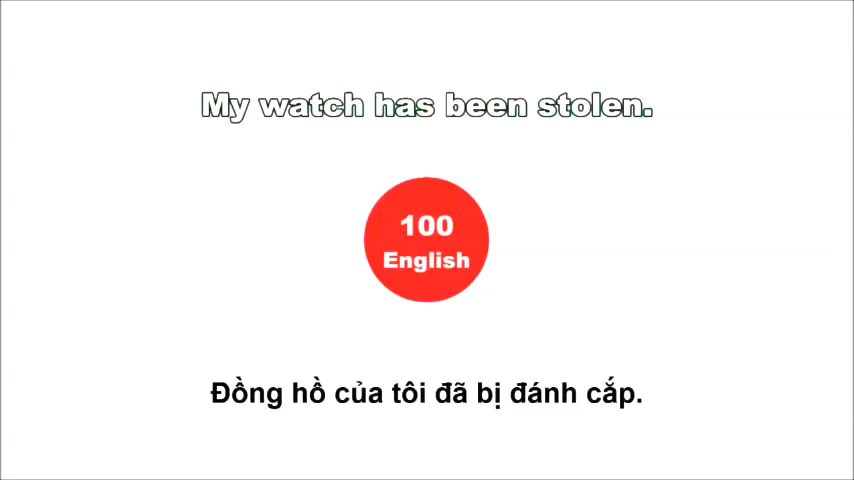 My watch has been stolen.
100
English
Đồng hồ của tôi đã bị đánh cắp.